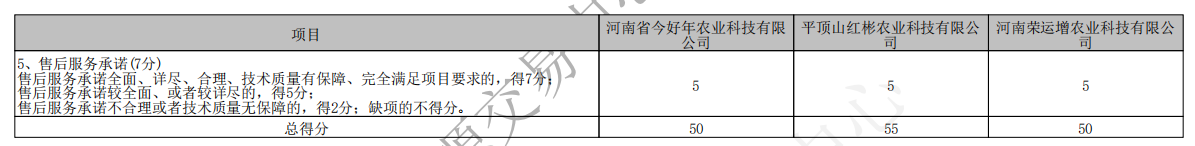 项目
河南省今好年农业科技有限
公司
平顶山红彬农业科技有限公
司
河南荣运增农业科技有限公
司
5、售后服务承诺(7分)
售后服务承诺全面、详尽、合理、技术质量有保障、完全满足项目要求的，得7分；
售后服务承诺较全面、或者较详尽的，得5分；
售后服务承诺不合理或者技术质量无保障的，得2分；缺项的不得分。
5
5
5
总得分
50
55
50
源交易中心
中心